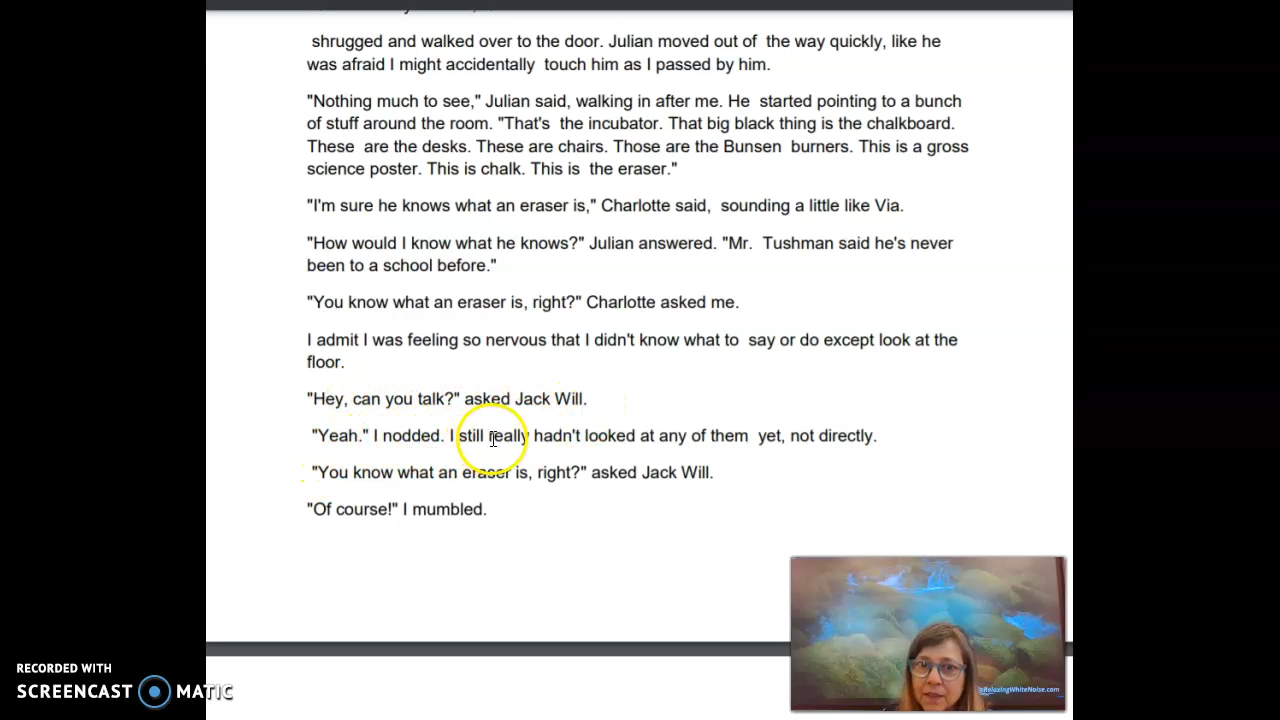 shrugged and walked over to the door. Julian moved out of the way quickly, like he
was afraid I might accidentally touch him as I passed by him.
"Nothing much to see," Julian said, walking in after me. He started pointing to a bunch
of stuff around the room. "That's the incubator. That big black thing is the chalkboard.
These are the desks. These are chairs. Those are the Bunsen burners. This is a gross
science poster. This is chalk. This is the eraser."
"I'm sure he knows what an eraser is," Charlotte said, sounding a little like Via.
"How would I know what he knows?" Julian answered. "Mr. Tushman said he's never
been to a school before."
"You know what an eraser is, right?" Charlotte asked me.
I admit I was feeling so nervous that I didn't know what to say or do except look at the
floor.
"Hey, can you talk?" asked Jack Will.
"Yeah." I nodded. I still really hadn't looked at any of them yet, not directly.
"You know what an eraser is, right?" asked Jack Will.
"Of course!" I mumbled.
RECORDED WITH
SCREENCAST MATIC
RelaxingWhiteNoise.com